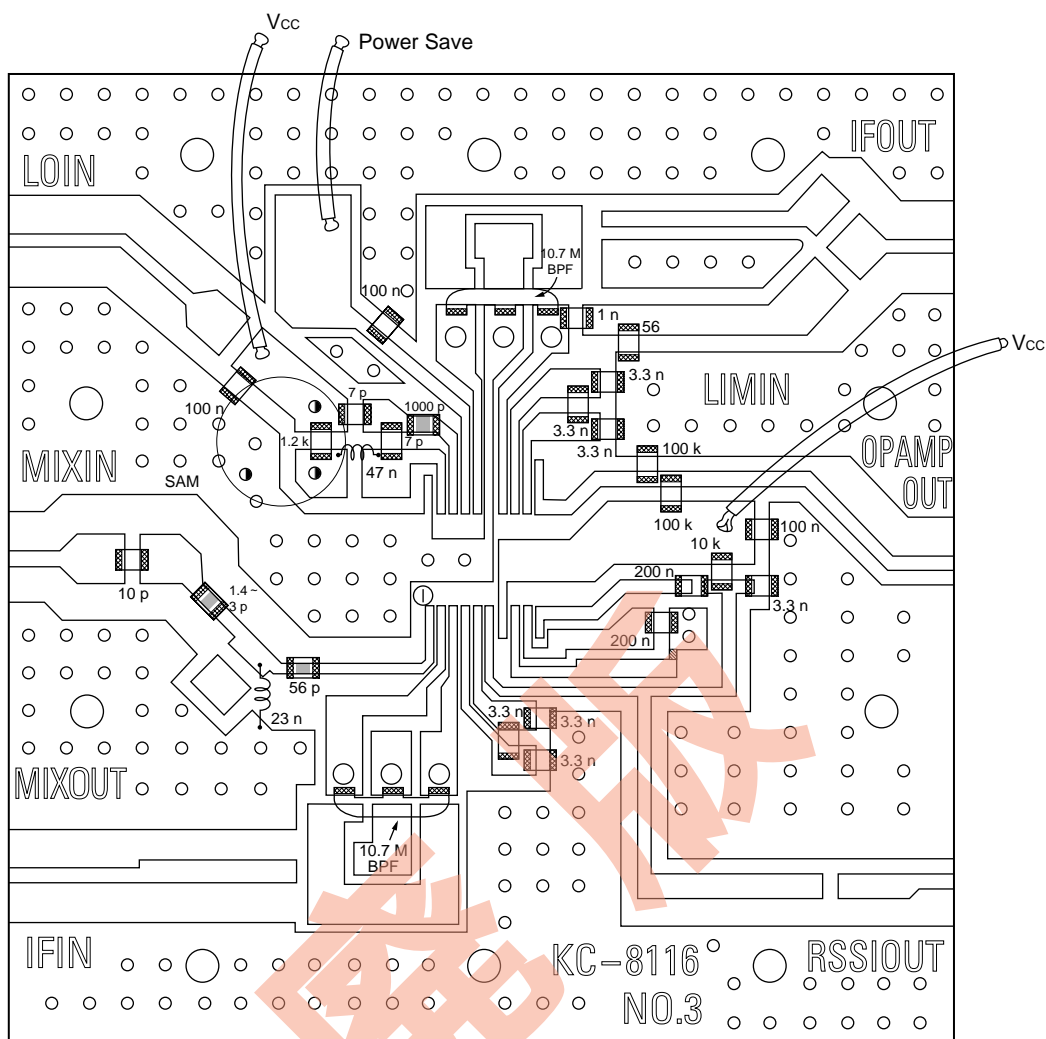 Vcc
Power Save
IFOUT
LOIN
10.7 M
BPF
100 n
1 n
56
Vcc
3.3 n
LIMIN
7 p
1000 p
100 n
3.3 n
1.2 k
7 p
3.3 n
OPAMP
OUT
MIXIN
47 n
100 k
SAM
100 k
100 n
10 k
200 n
10 p
1.4 ~
3 p
3.3 n
200 n
56 p
23 n
3.3 n
3.3 n
3.3 n
MIXOUT
10.7 M
BPF
IFIN
KC-8116
NO.3
RSSIOUT